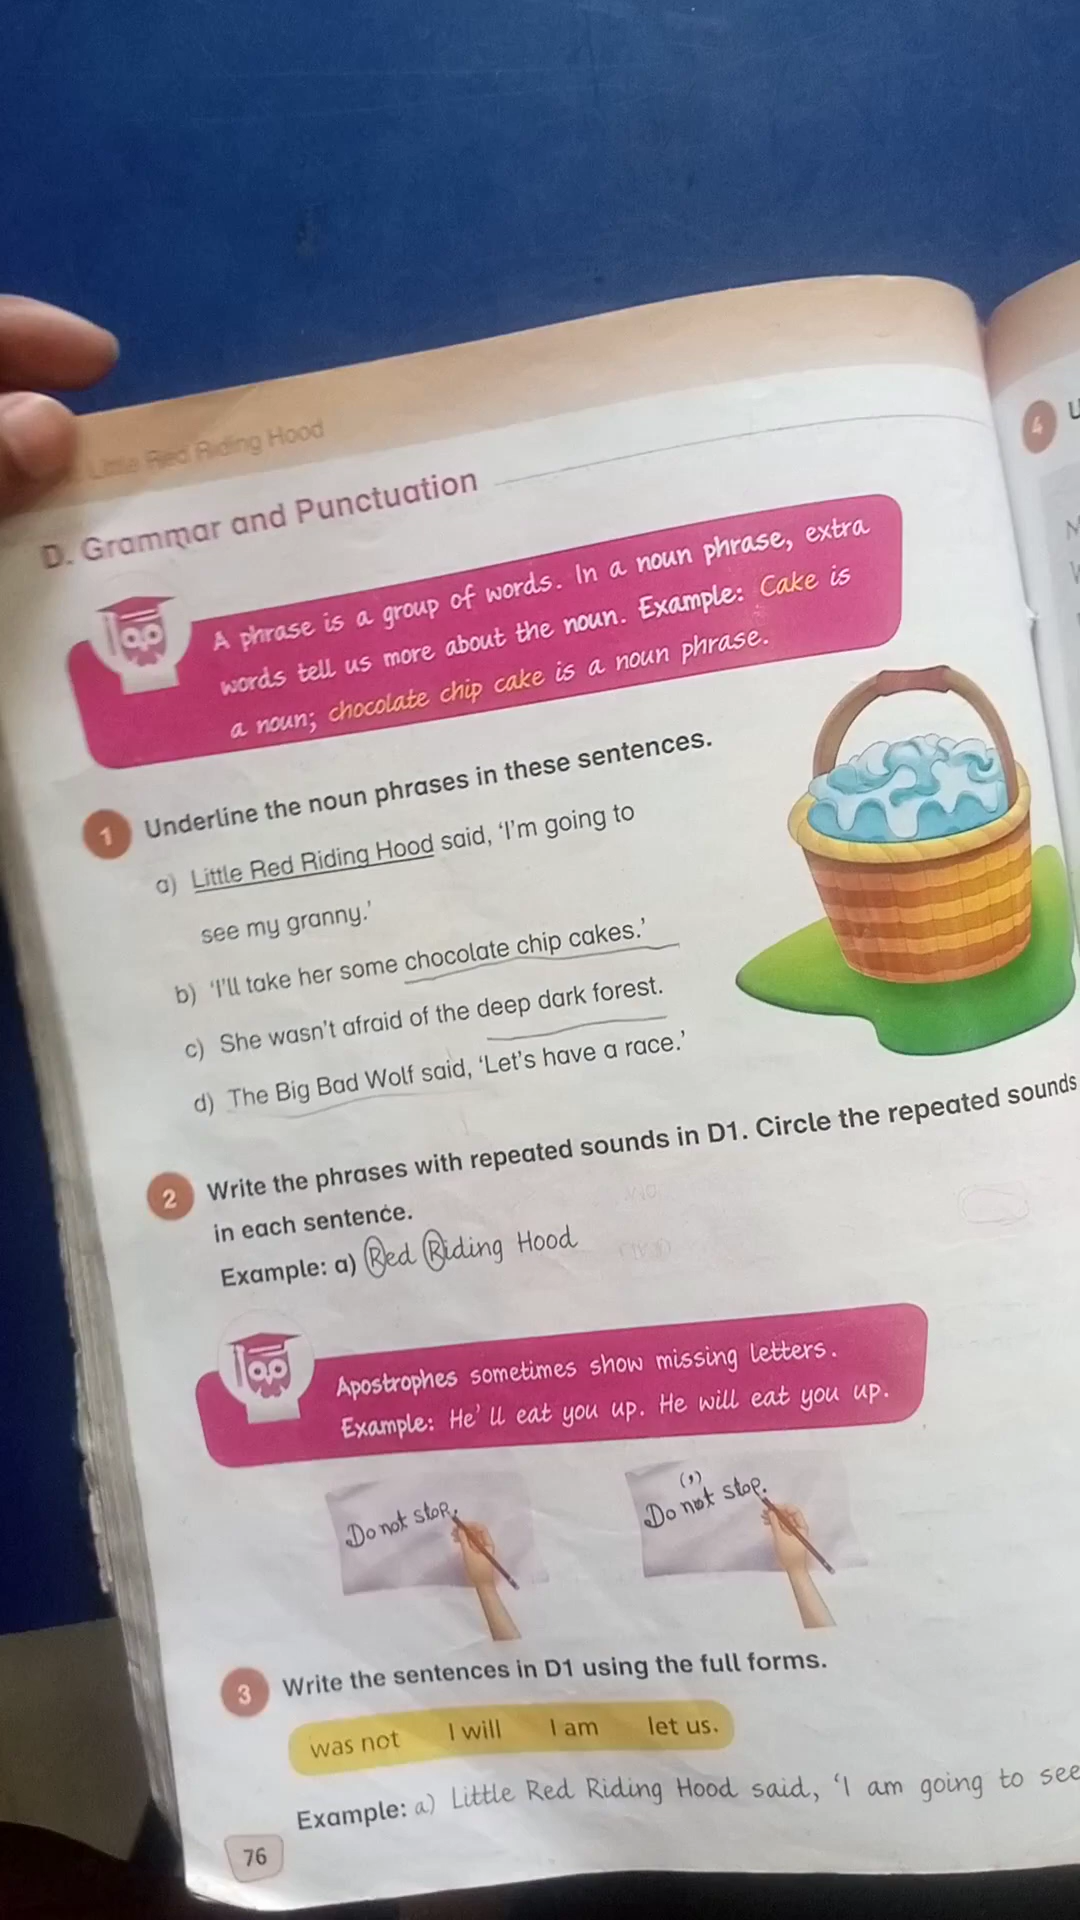 Little Red Riding Hood
D. Grammar and Punctuation
A phrase is a group of words. In a noun phrase, extra
words tell us more about the noun. Example: Cake is
a noun; chocolate chip cake is a noun phrase.
1 Underline the noun phrases in these sentences.
a) Little Red Riding Hood said, ‘I’m going to
see my granny.’
b) ‘I’ll take her some chocolate chip cakes.’
c) She wasn’t afraid of the deep dark forest.
d) The Big Bad Wolf said, ‘Let’s have a race.’
2 Write the phrases with repeated sounds in D1. Circle the repeated sounds
in each sentence.
Example: a) Red Riding Hood
Apostrophes sometimes show missing letters.
Example: He’ll eat you up. He will eat you up.
Do not stop.
(’)
Do not stop.
3 Write the sentences in D1 using the full forms.
was not I will I am let us.
Example: a) Little Red Riding Hood said, ‘I am going to see
76
4